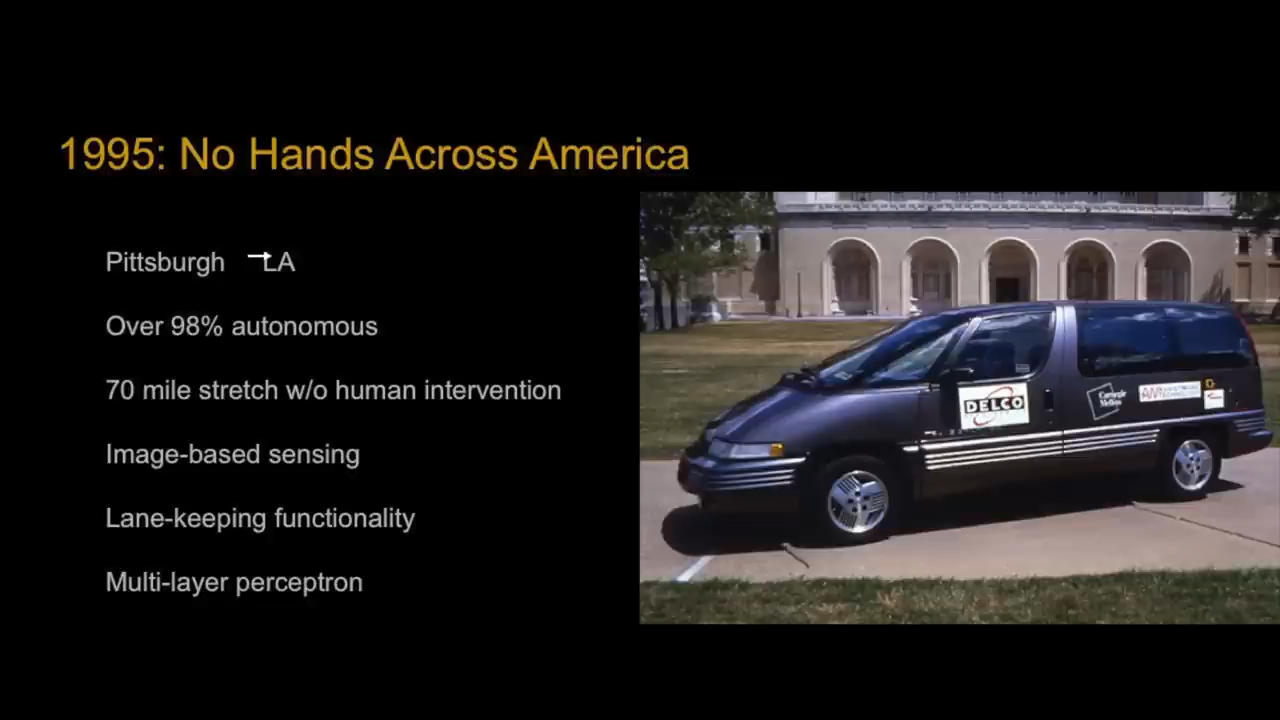 1995: No Hands Across America
Pittsburgh → LA
Over 98% autonomous
70 mile stretch w/o human intervention
Image-based sensing
Lane-keeping functionality
Multi-layer perceptron
DELCO
Carnegie
Mellon